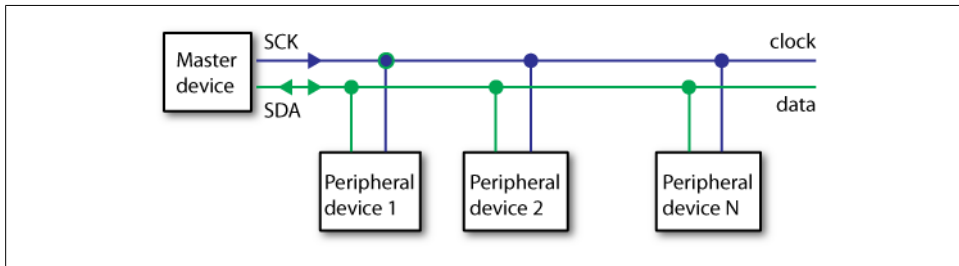 SCK
clock
Master
device
SDA
data
Peripheral
device 1
Peripheral
device 2
Peripheral
device N